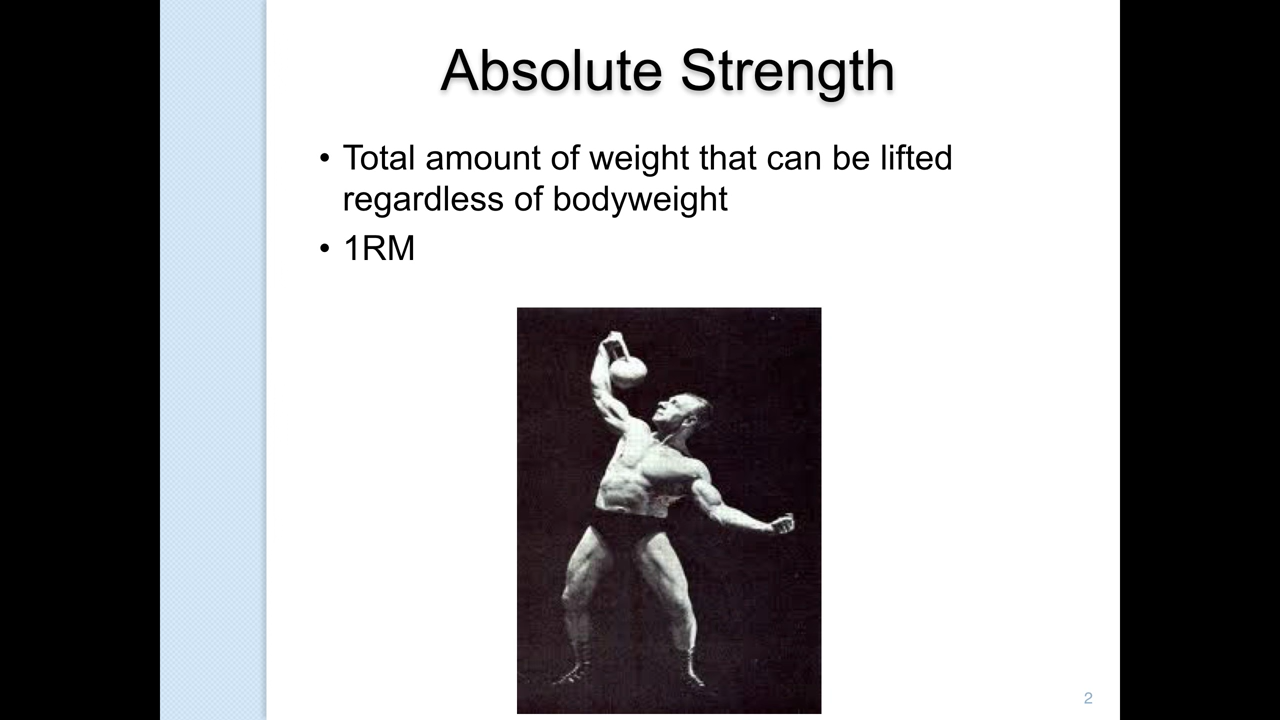 Absolute Strength
• Total amount of weight that can be lifted
regardless of bodyweight
• 1RM
2